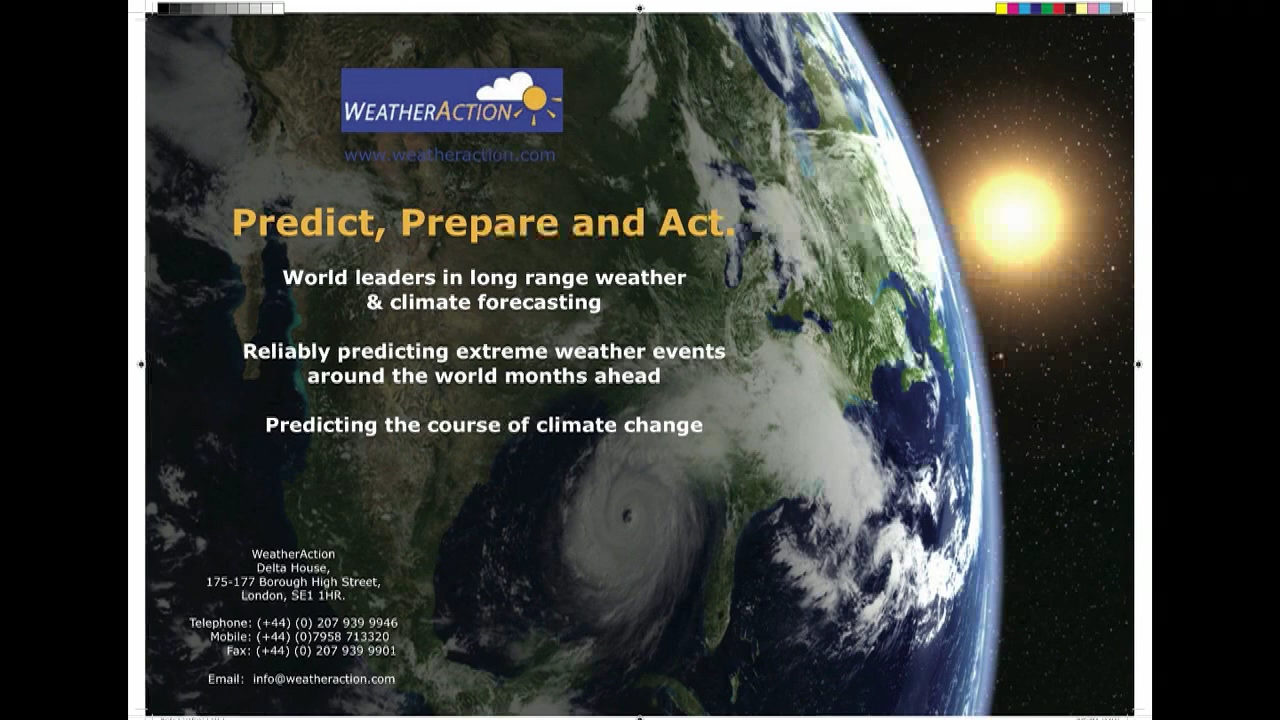 WEATHERACTION
www.weatheraction.com
Predict, Prepare and Act.
World leaders in long range weather
& climate forecasting
Reliably predicting extreme weather events
around the world months ahead
Predicting the course of climate change
WeatherAction
Delta House,
175-177 Borough High Street,
London, SE1 1HR.
Telephone: (+44) (0) 207 939 9946
Mobile: (+44) (0)7958 713320
Fax: (+44) (0) 207 939 9901
Email: info@weatheraction.com